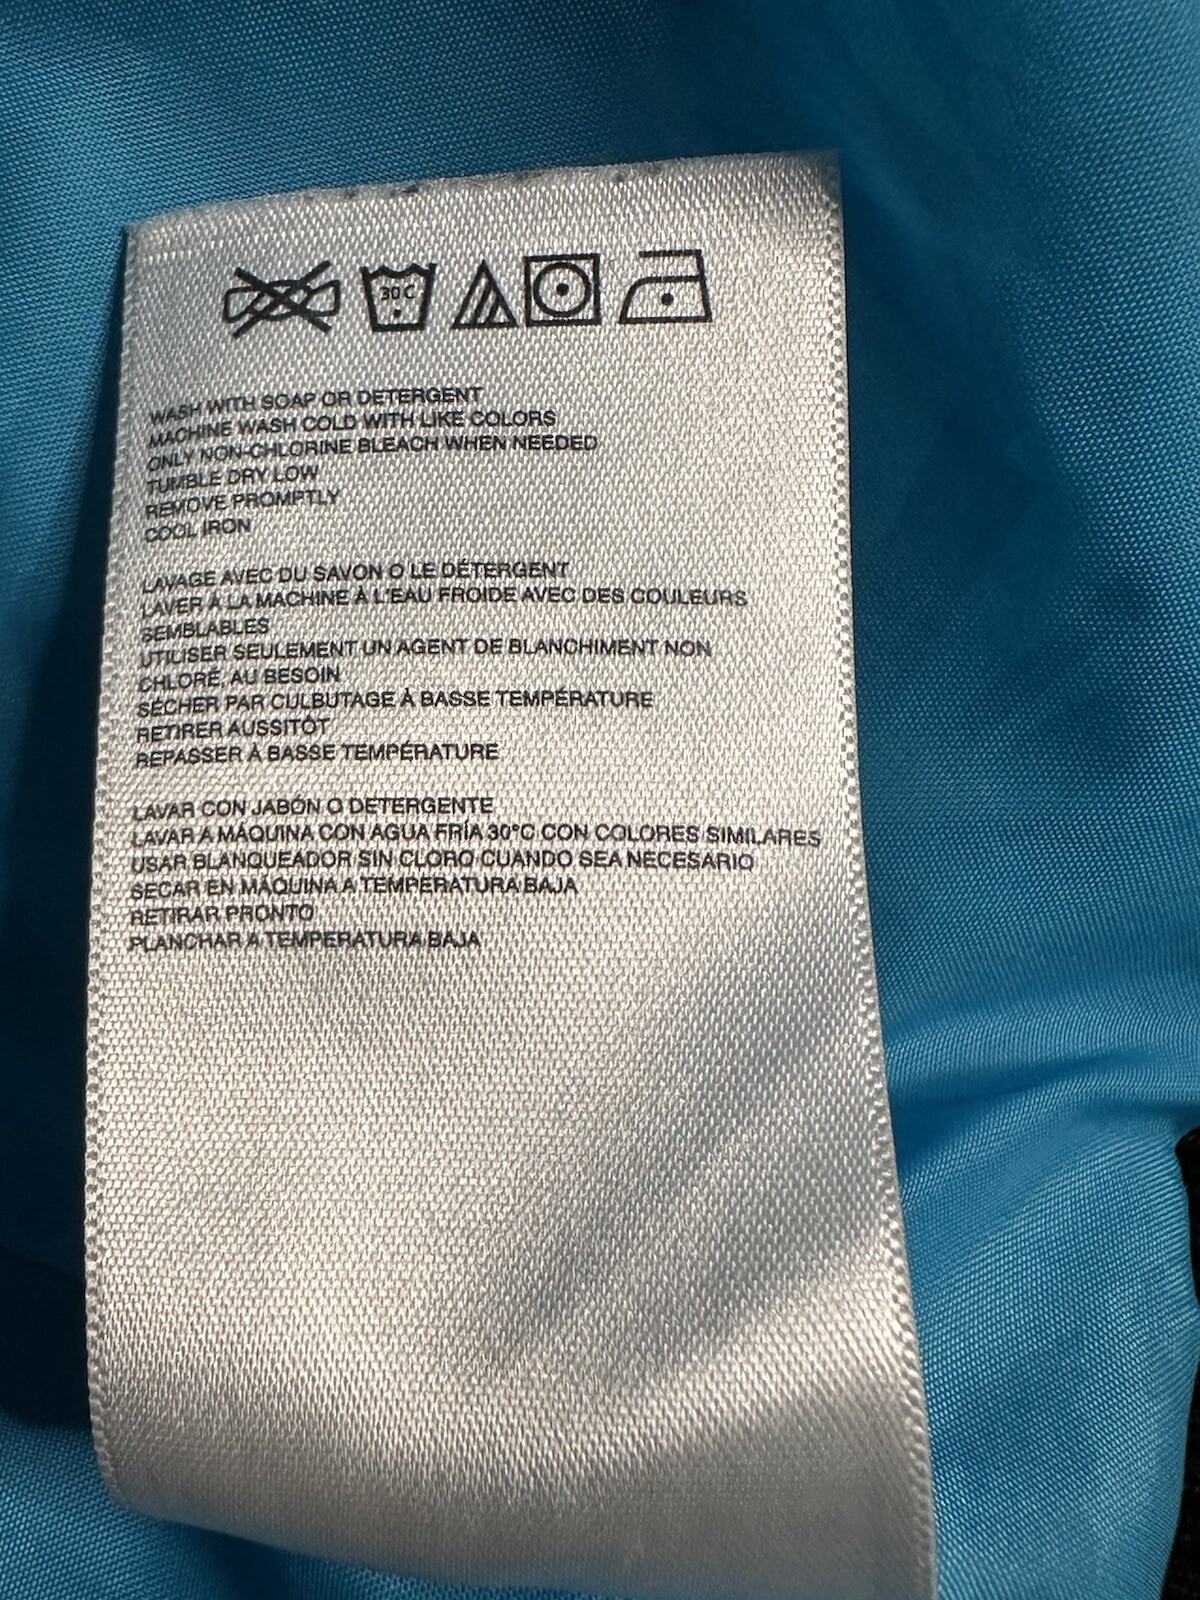 30C
WASH WITH SOAP OR DETERGENT
MACHINE WASH COLD WITH LIKE COLORS
ONLY NON-CHLORINE BLEACH WHEN NEEDED
TUMBLE DRY LOW
REMOVE PROMPTLY
COOL IRON
LAVAGE AVEC DU SAVON O LE DÉTERGENT
LAVER À LA MACHINE À L'EAU FROIDE AVEC DES COULEURS
SEMBLABLES
UTILISER SEULEMENT UN AGENT DE BLANCHIMENT NON
CHLORÉ, AU BESOIN
SÉCHER PAR CULBUTAGE À BASSE TEMPÉRATURE
RETIRER AUSSITÔT
REPASSER À BASSE TEMPÉRATURE
LAVAR CON JABÓN O DETERGENTE
LAVAR A MÁQUINA CON AGUA FRÍA 30°C CON COLORES SIMILARES
USAR BLANQUEADOR SIN CLORO CUANDO SEA NECESARIO
SECAR EN MÁQUINA A TEMPERATURA BAJA
RETIRAR PRONTO
PLANCHAR A TEMPERATURA BAJA